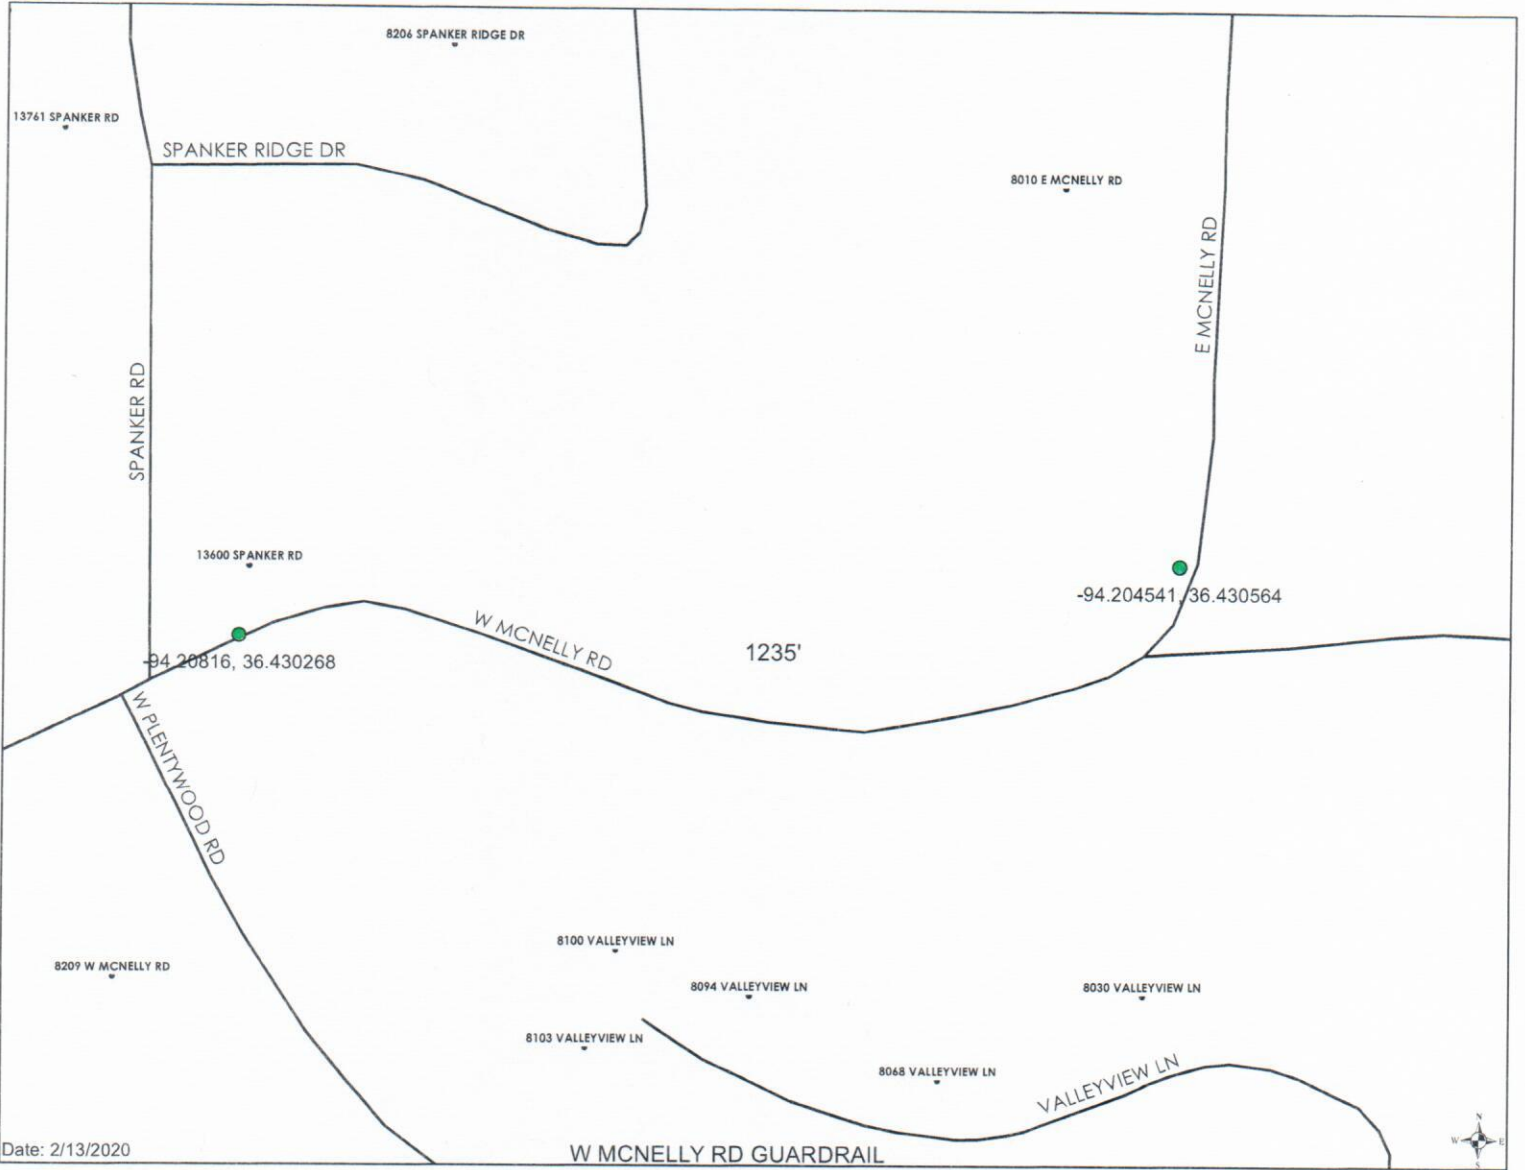 8206 SPANKER RIDGE DR
13761 SPANKER RD
SPANKER RIDGE DR
8010 E MCNELLY RD
E MCNELLY RD
SPANKER RD
13600 SPANKER RD
-94.204541, 36.430564
W MCNELLY RD
1235'
-94.20816, 36.430268
W PLENTYWOOD RD
8100 VALLEYVIEW LN
8209 W MCNELLY RD
8094 VALLEYVIEW LN
8030 VALLEYVIEW LN
8103 VALLEYVIEW LN
8068 VALLEYVIEW LN
VALLEYVIEW LN
N
W E
S
Date: 2/13/2020
W MCNELLY RD GUARDRAIL